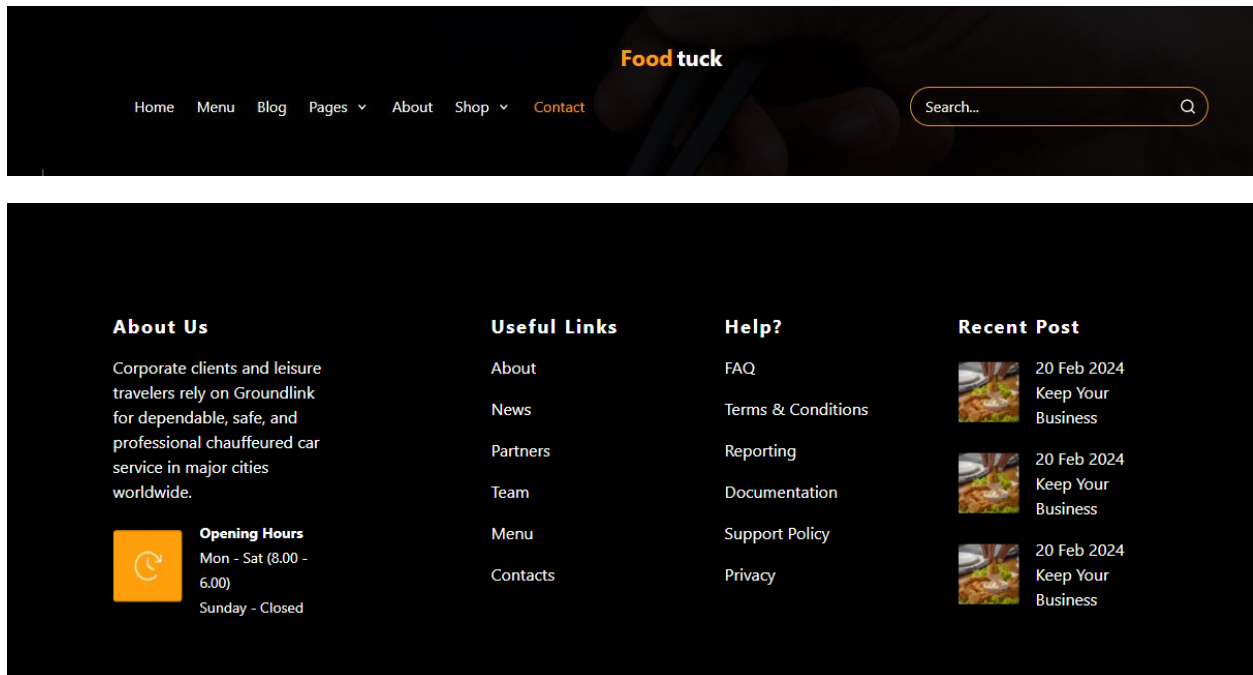 Food tuck
Home Menu Blog Pages About Shop Contact Search...
About Us
Corporate clients and leisure
travelers rely on Groundlink
for dependable, safe, and
professional chauffeured car
service in major cities
worldwide.
Opening Hours
Mon - Sat (8.00 -
6.00)
Sunday - Closed
Useful Links
About
News
Partners
Team
Menu
Contacts
Help?
FAQ
Terms & Conditions
Reporting
Documentation
Support Policy
Privacy
Recent Post
20 Feb 2024
Keep Your
Business
20 Feb 2024
Keep Your
Business
20 Feb 2024
Keep Your
Business